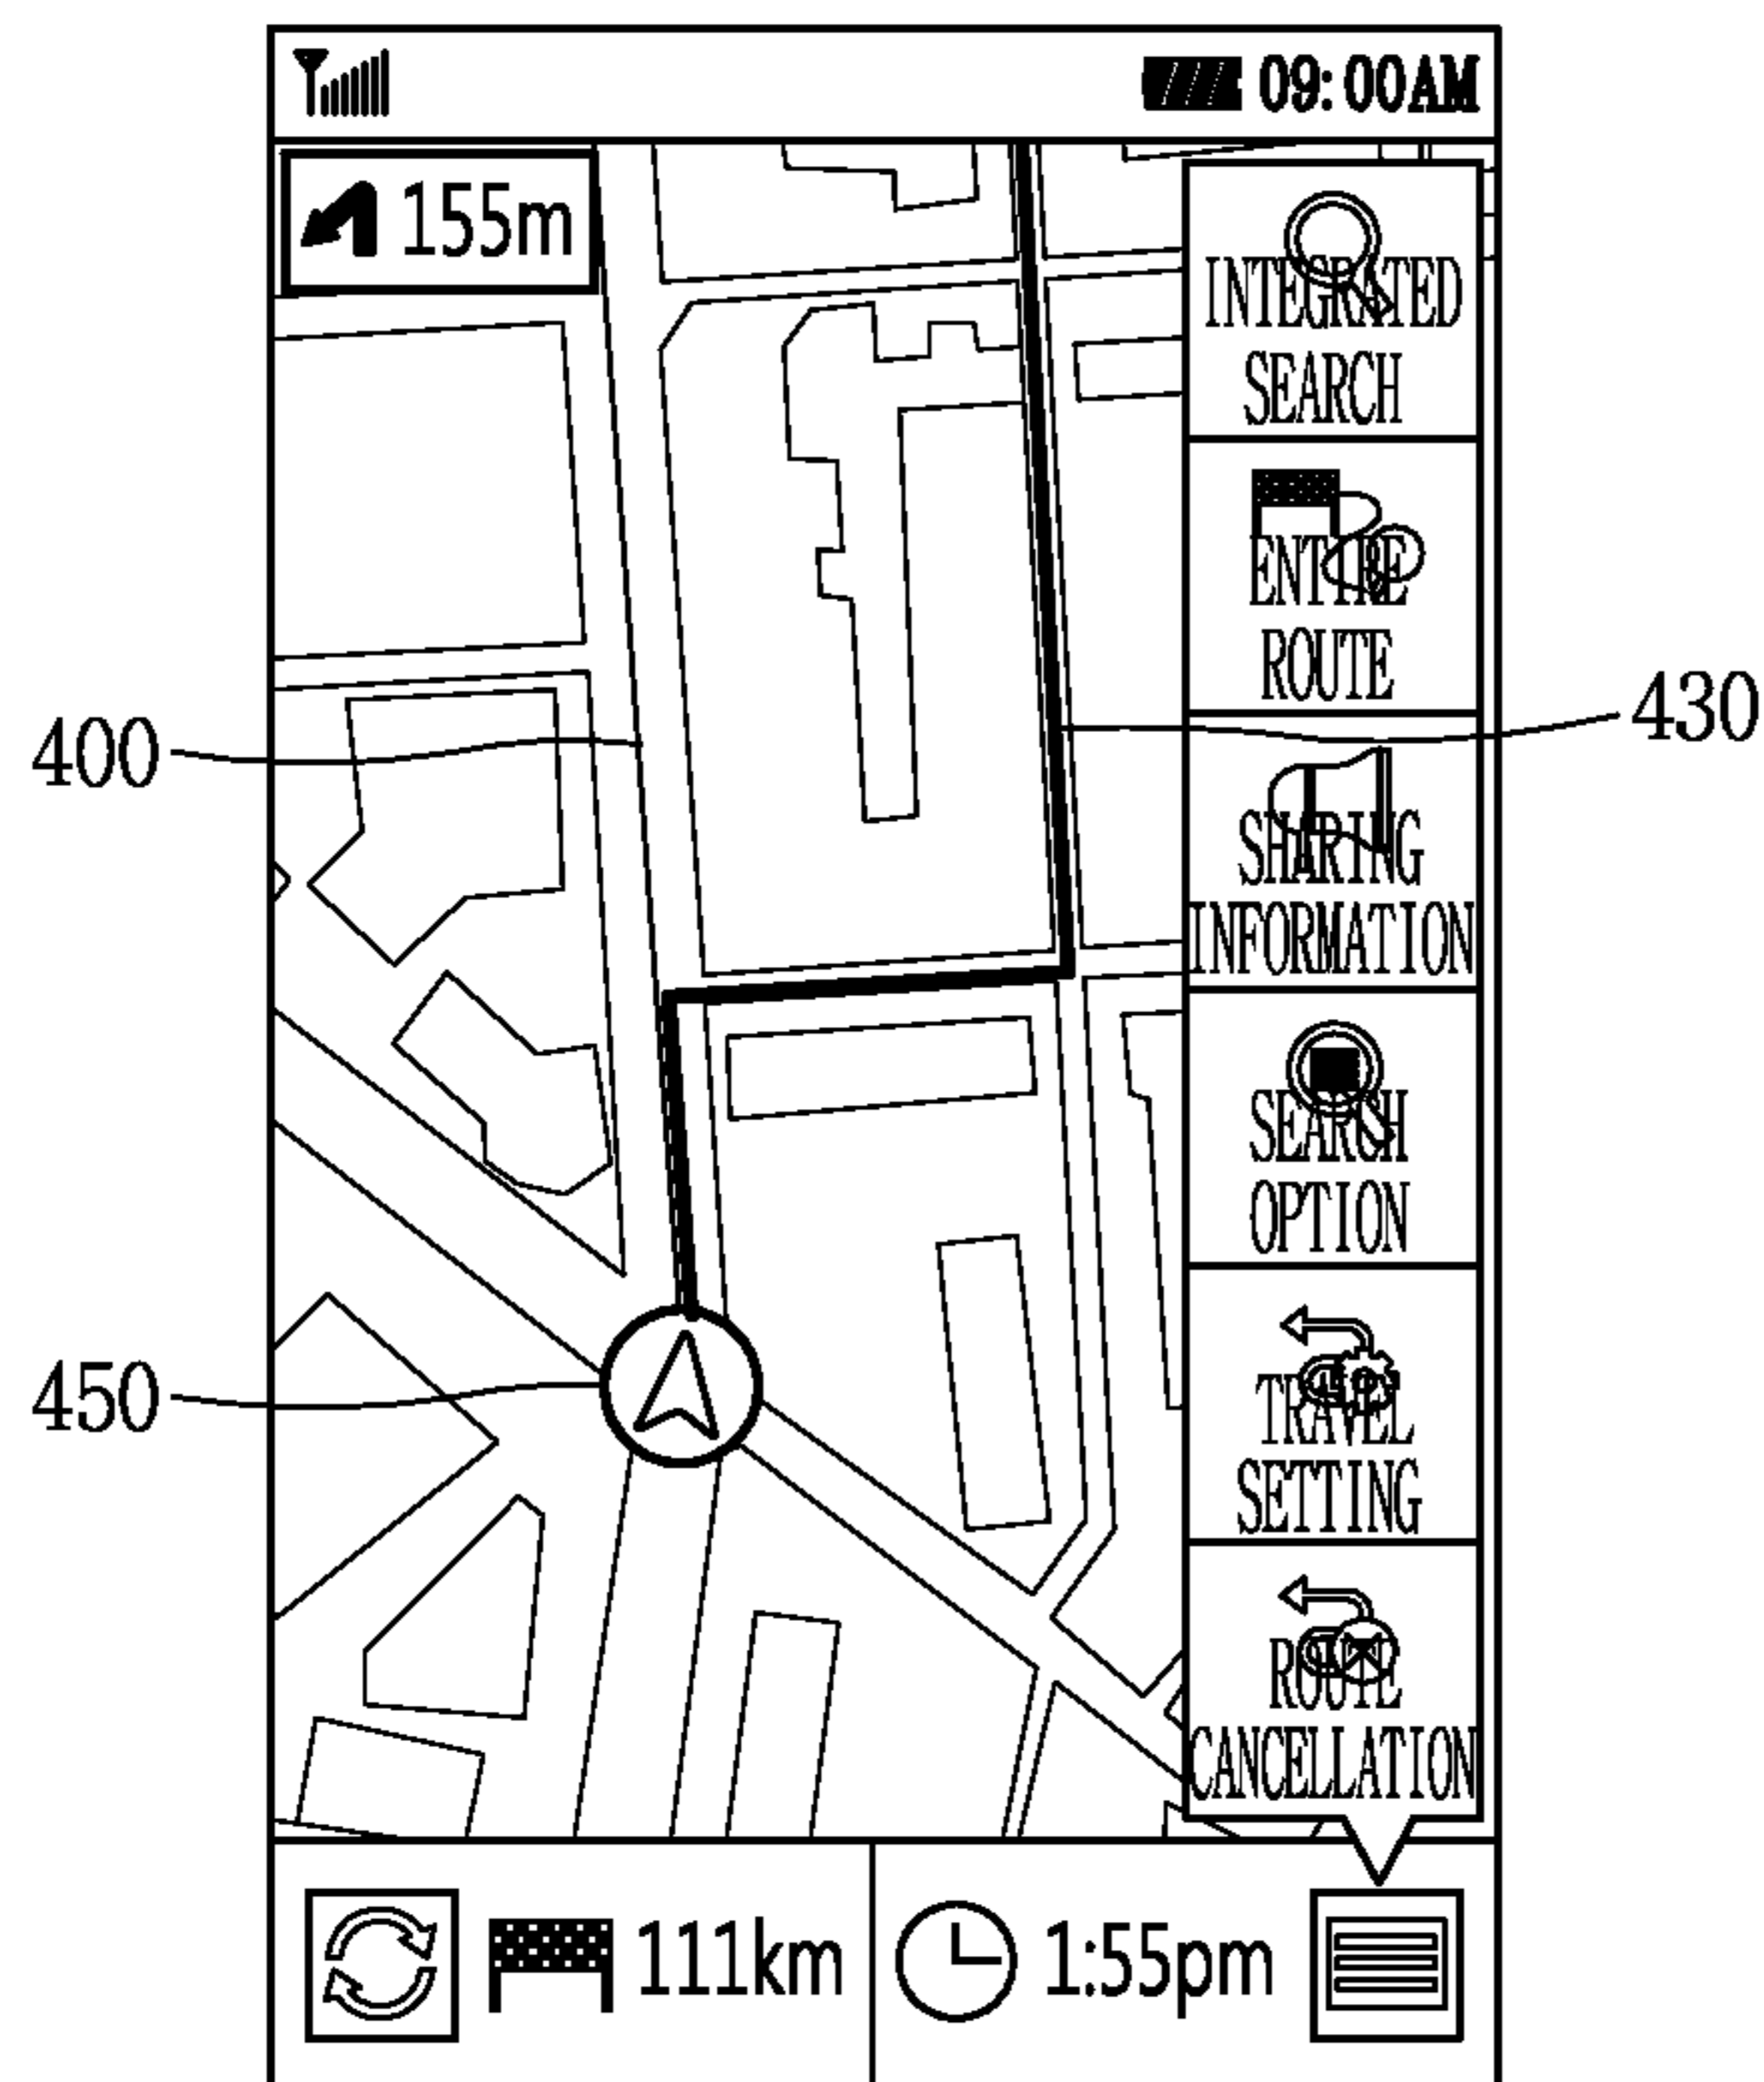 09:00AM
155m
INTEGRATED
SEARCH
ENTIRE
ROUTE
430
400
SHARING
INFORMATION
SEARCH
OPTION
450
TRAVEL
SETTING
ROUTE
CANCELLATION
111km
1:55pm